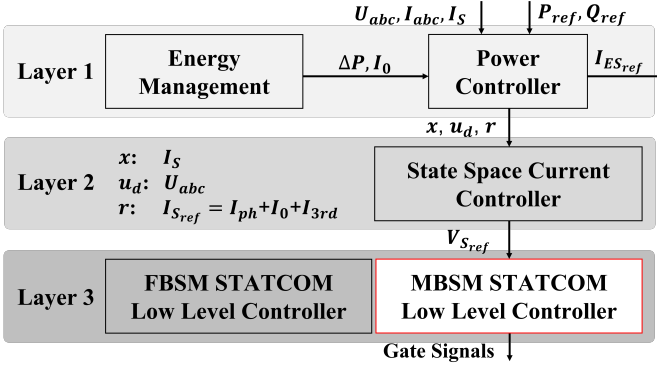 U_abc, I_abc, I_S
P_ref, Q_ref
Layer 1
Energy
Management
ΔP, I_0
Power
Controller
I_ES_ref
x, u_d, r
Layer 2
x: I_S
u_d: U_abc
r: I_S_ref = I_ph+I_0+I_3rd
State Space Current
Controller
V_S_ref
Layer 3
FBSM STATCOM
Low Level Controller
MBSM STATCOM
Low Level Controller
Gate Signals